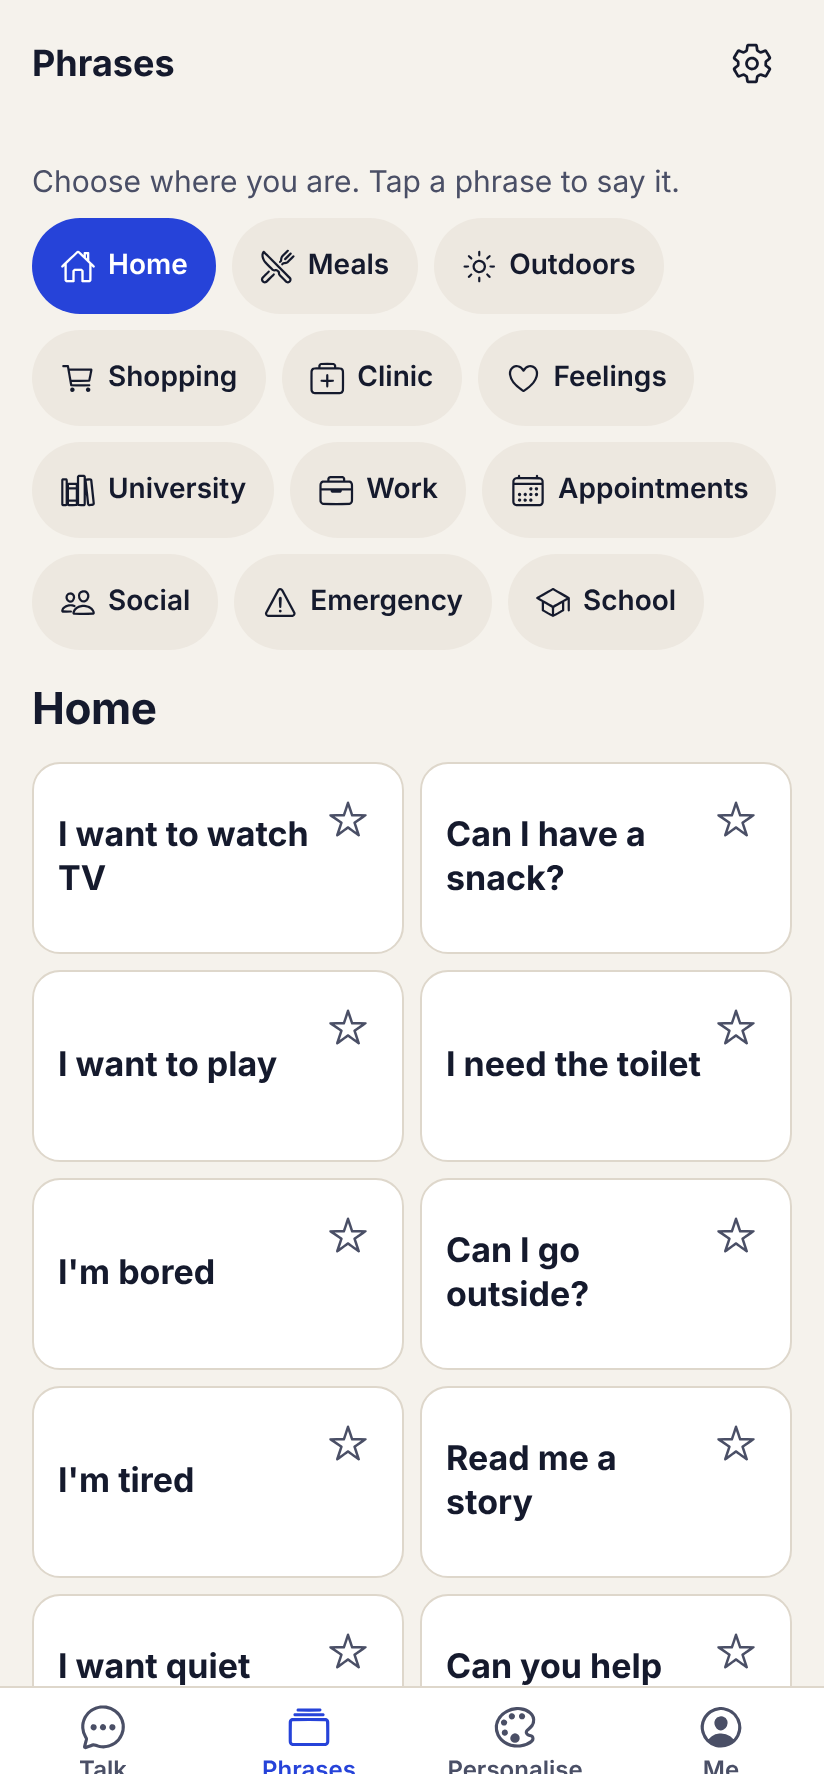 Phrases
Choose where you are. Tap a phrase to say it.
Home
Meals
Outdoors
Shopping
Clinic
Feelings
University
Work
Appointments
Social
Emergency
School
Home
I want to watch
TV
Can I have a
snack?
I want to play
I need the toilet
I'm bored
Can I go
outside?
I'm tired
Read me a
story
I want quiet
Can you help
Talk
Phrases
Personalise
Me